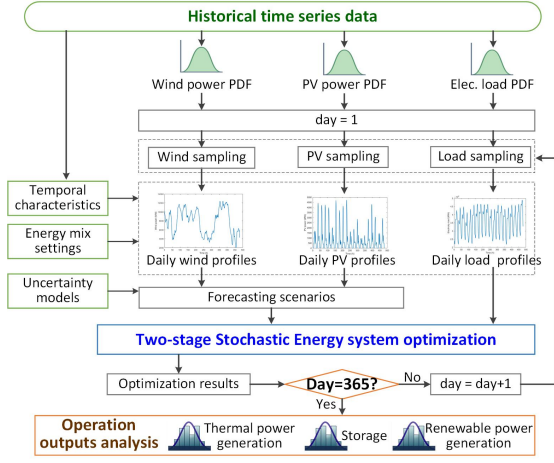 Historical time series data
Wind power PDF
PV power PDF
Elec. load PDF
day = 1
Wind sampling
PV sampling
Load sampling
Temporal
characteristics
Energy mix
settings
Daily wind profiles
Daily PV profiles
Daily load profiles
Uncertainty
models
Forecasting scenarios
Two-stage Stochastic Energy system optimization
Optimization results
Day=365?
No
day = day+1
Yes
Operation
outputs analysis
Thermal power
generation
Storage
Renewable power
generation